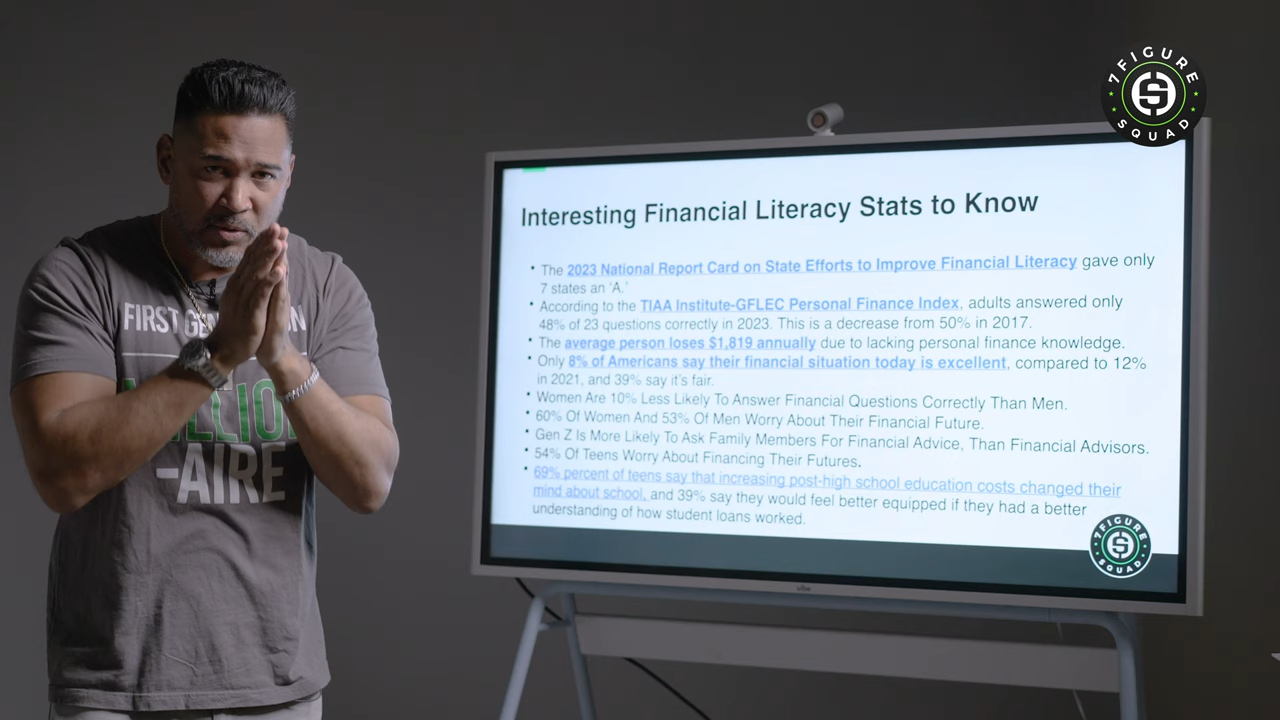 7 FIGURE
SQUAD
FIRST GEN
MILLION
-AIRE
Interesting Financial Literacy Stats to Know
• The 2023 National Report Card on State Efforts to Improve Financial Literacy gave only
7 states an ‘A.’
• According to the TIAA Institute-GFLEC Personal Finance Index, adults answered only
48% of 23 questions correctly in 2023. This is a decrease from 50% in 2017.
• The average person loses $1,819 annually due to lacking personal finance knowledge.
• Only 8% of Americans say their financial situation today is excellent, compared to 12%
in 2021, and 39% say it’s fair.
• Women Are 10% Less Likely To Answer Financial Questions Correctly Than Men.
• 60% Of Women And 53% Of Men Worry About Their Financial Future.
• Gen Z Is More Likely To Ask Family Members For Financial Advice, Than Financial Advisors.
• 54% Of Teens Worry About Financing Their Futures.
• 69% percent of teens say that increasing post-high school education costs changed their
mind about school, and 39% say they would feel better equipped if they had a better
understanding of how student loans worked.
7 FIGURE
SQUAD
vibe